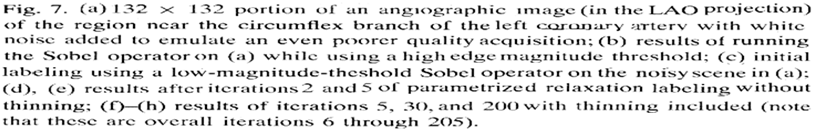 Fig. 7. (a) 132 × 132 portion of an angiographic image (in the LAO projection)
of the region near the circumflex branch of the left coronary artery with white
noise added to emulate an even poorer quality acquisition; (b) results of running
the Sobel operator on (a) while using a high edge magnitude threshold; (c) initial
labeling using a low-magnitude-theshold Sobel operator on the noisy scene in (a);
(d), (e) results after iterations 2 and 5 of parametrized relaxation labeling without
thinning; (f)–(h) results of iterations 5, 30, and 200 with thinning included (note
that these are overall iterations 6 through 205).